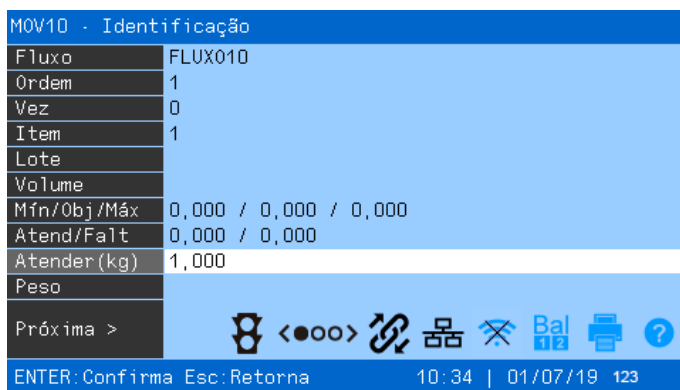 MOV10 - Identificação
Fluxo FLUX010
Ordem 1
Vez 0
Item 1
Lote
Volume
Mín/Obj/Máx 0,000 / 0,000 / 0,000
Atend/Falt 0,000 / 0,000
Atender(kg) 1,000
Peso
Próxima > <●○○> Bal 1 2 ?
ENTER:Confirma Esc:Retorna 10:34 | 01/07/19 123